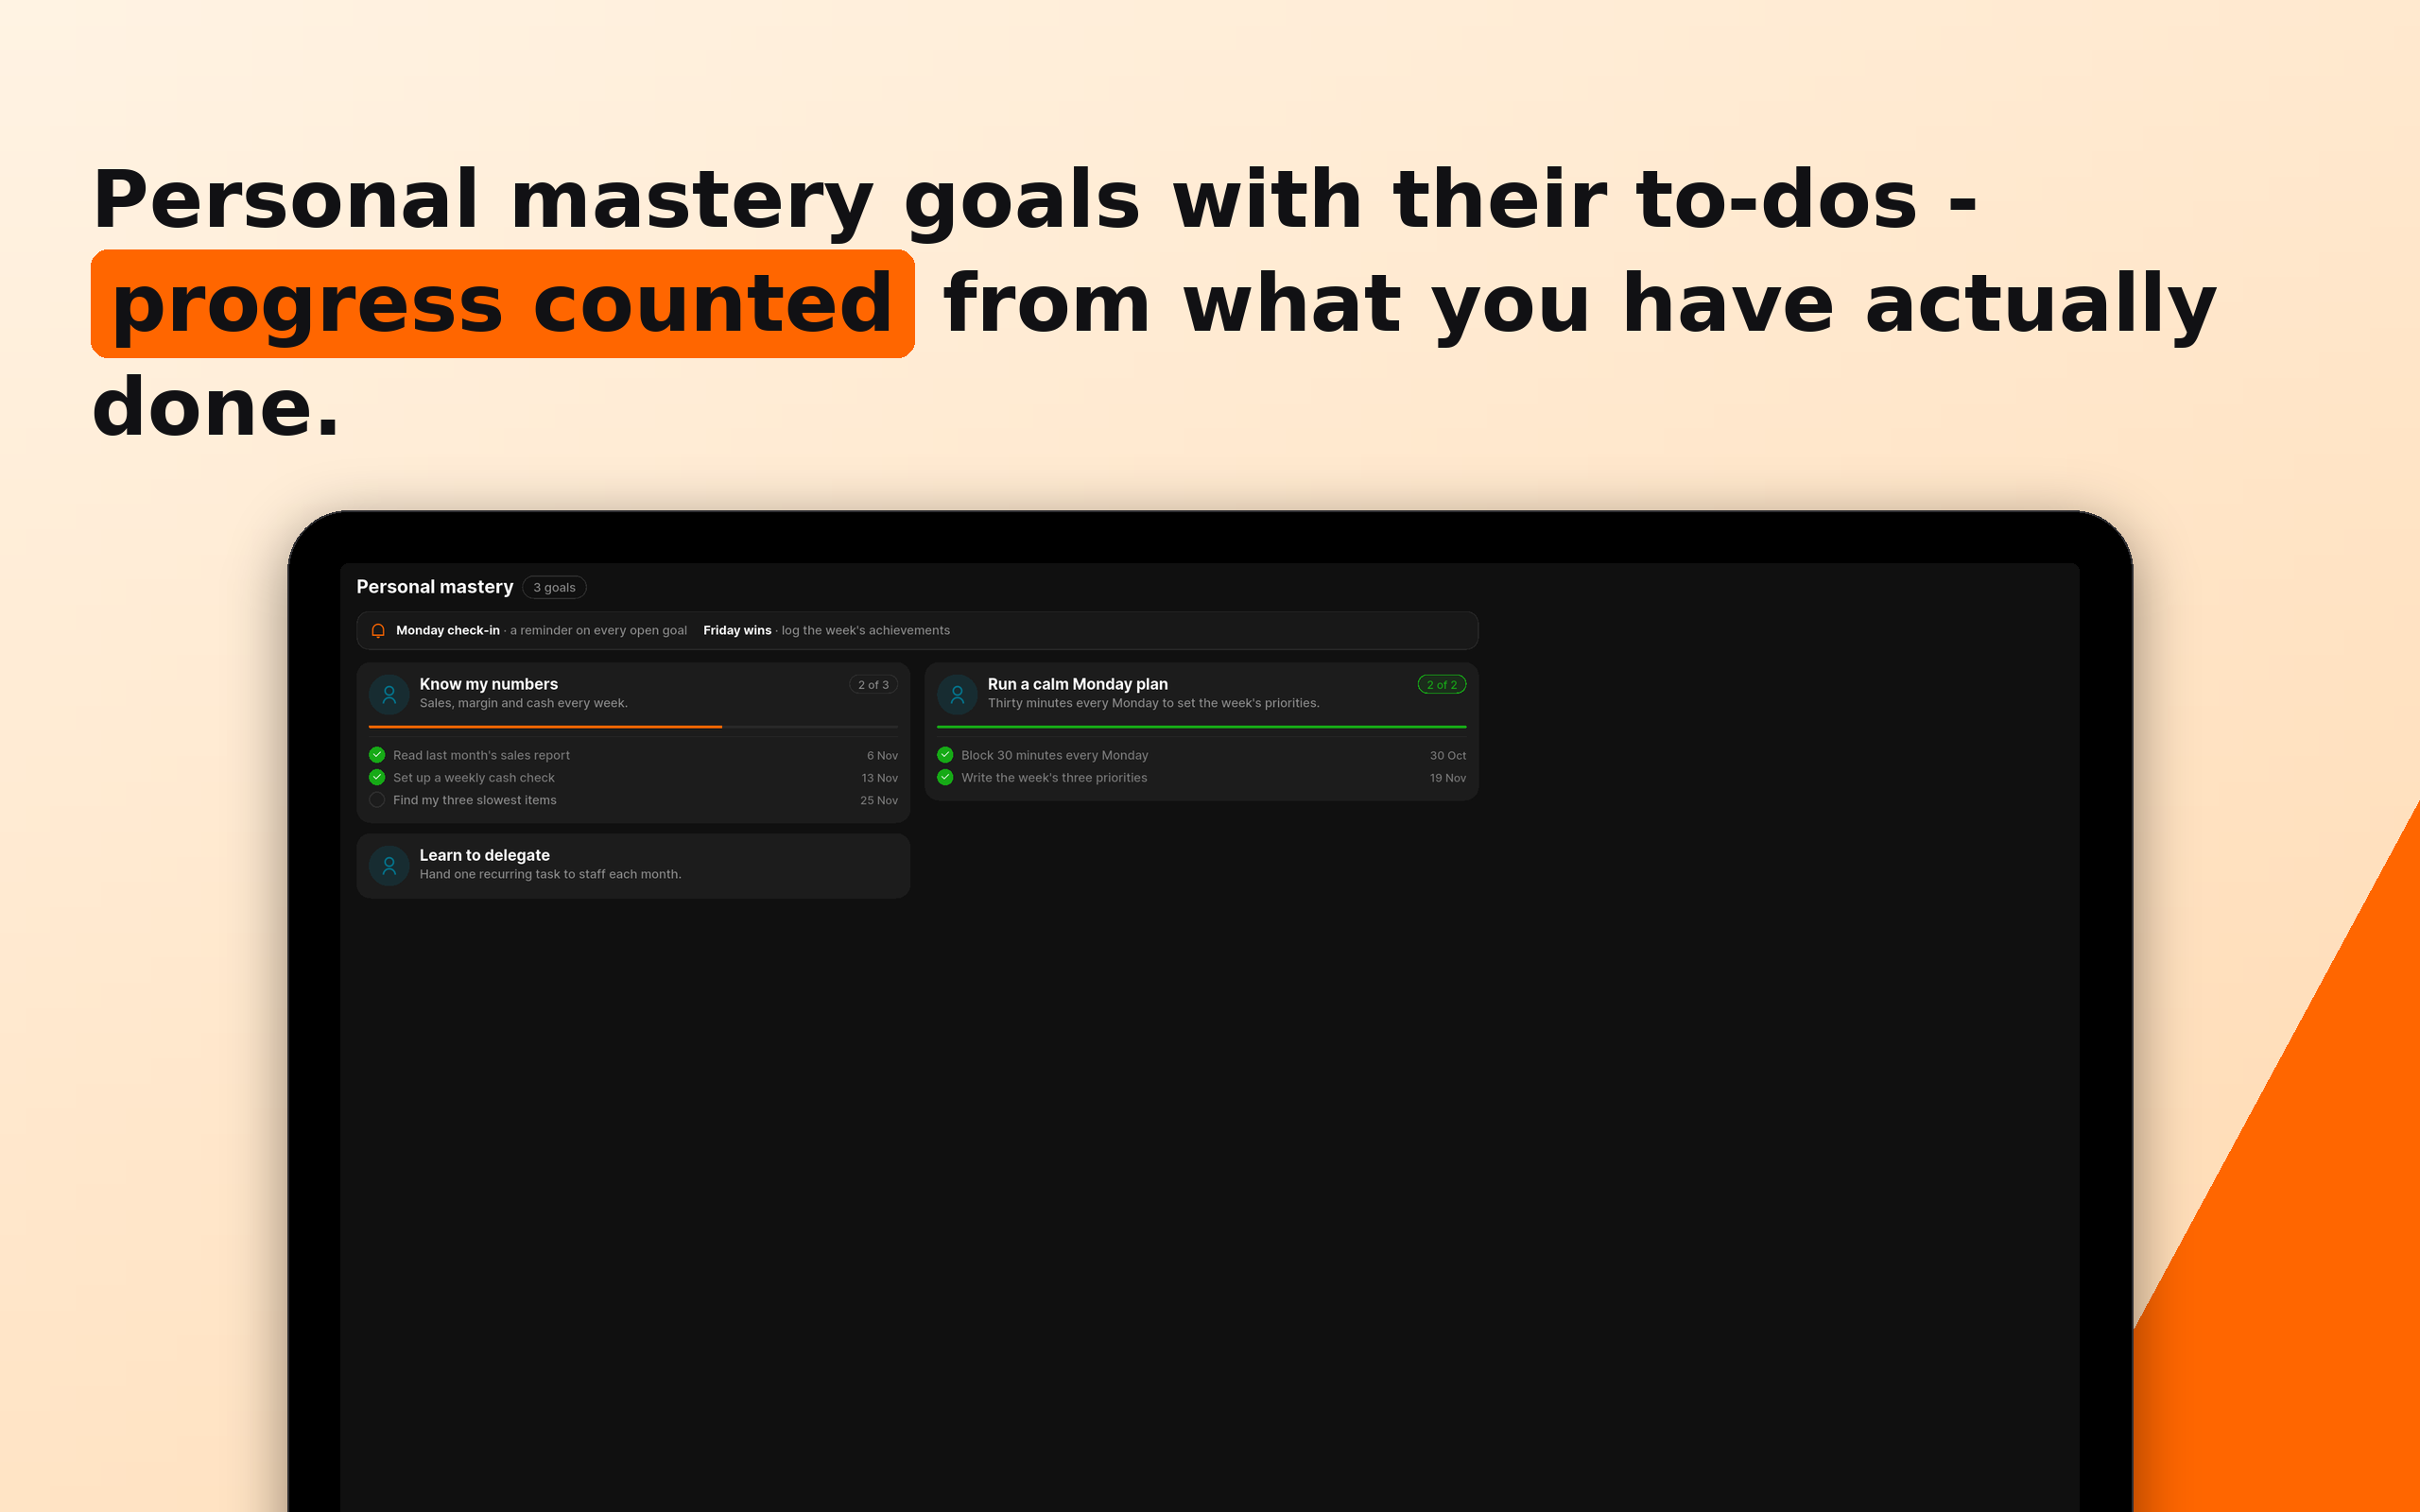 Personal mastery goals with their to-dos -
progress counted from what you have actually
done.
Personal mastery 3 goals
Monday check-in · a reminder on every open goal Friday wins · log the week's achievements
Know my numbers 2 of 3
Sales, margin and cash every week.
Read last month's sales report 6 Nov
Set up a weekly cash check 13 Nov
Find my three slowest items 25 Nov
Run a calm Monday plan 2 of 2
Thirty minutes every Monday to set the week's priorities.
Block 30 minutes every Monday 30 Oct
Write the week's three priorities 19 Nov
Learn to delegate
Hand one recurring task to staff each month.